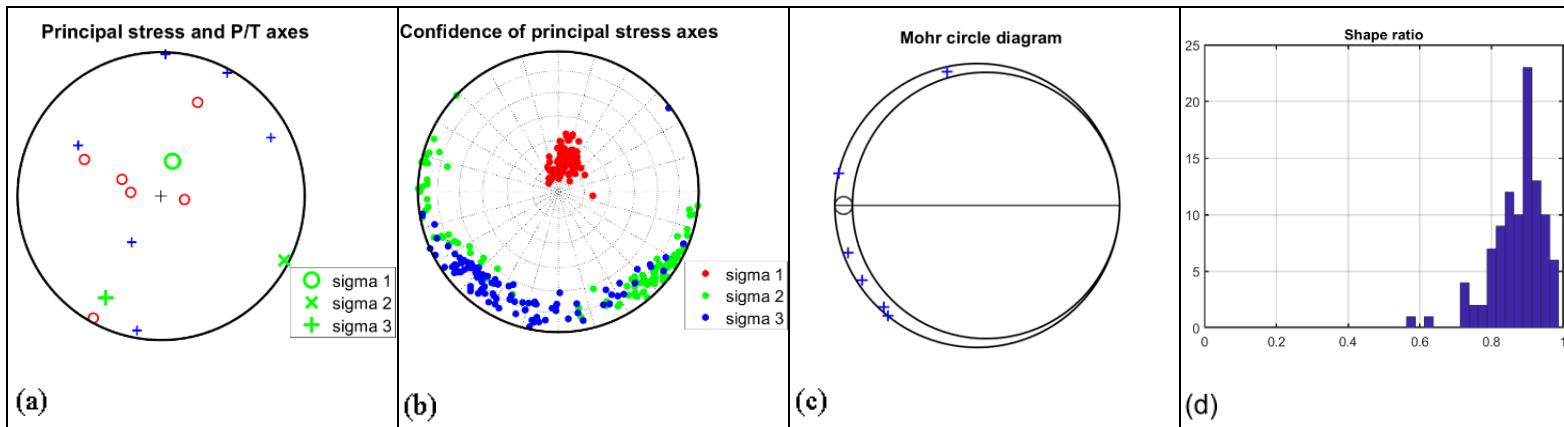 Principal stress and P/T axes
sigma 1
sigma 2
sigma 3
(a)
Confidence of principal stress axes
sigma 1
sigma 2
sigma 3
(b)
Mohr circle diagram
(c)
Shape ratio
25
20
15
10
5
0
0 0.2 0.4 0.6 0.8 1
(d)